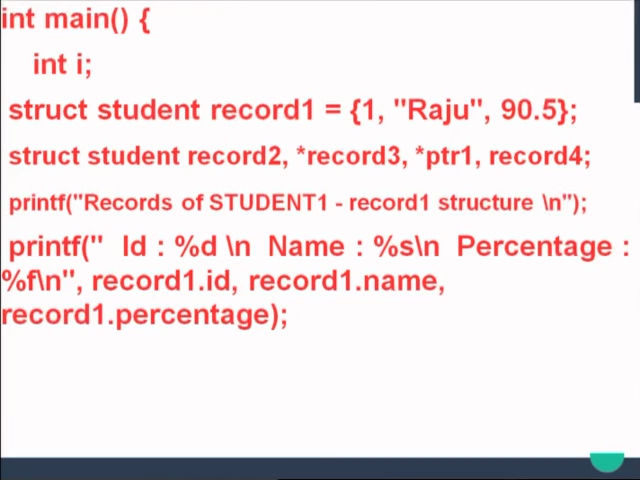 int main() {
int i;
struct student record1 = {1, "Raju", 90.5};
struct student record2, *record3, *ptr1, record4;
printf("Records of STUDENT1 - record1 structure \n");
printf("  Id : %d \n  Name : %s\n  Percentage :
%f\n", record1.id, record1.name,
record1.percentage);